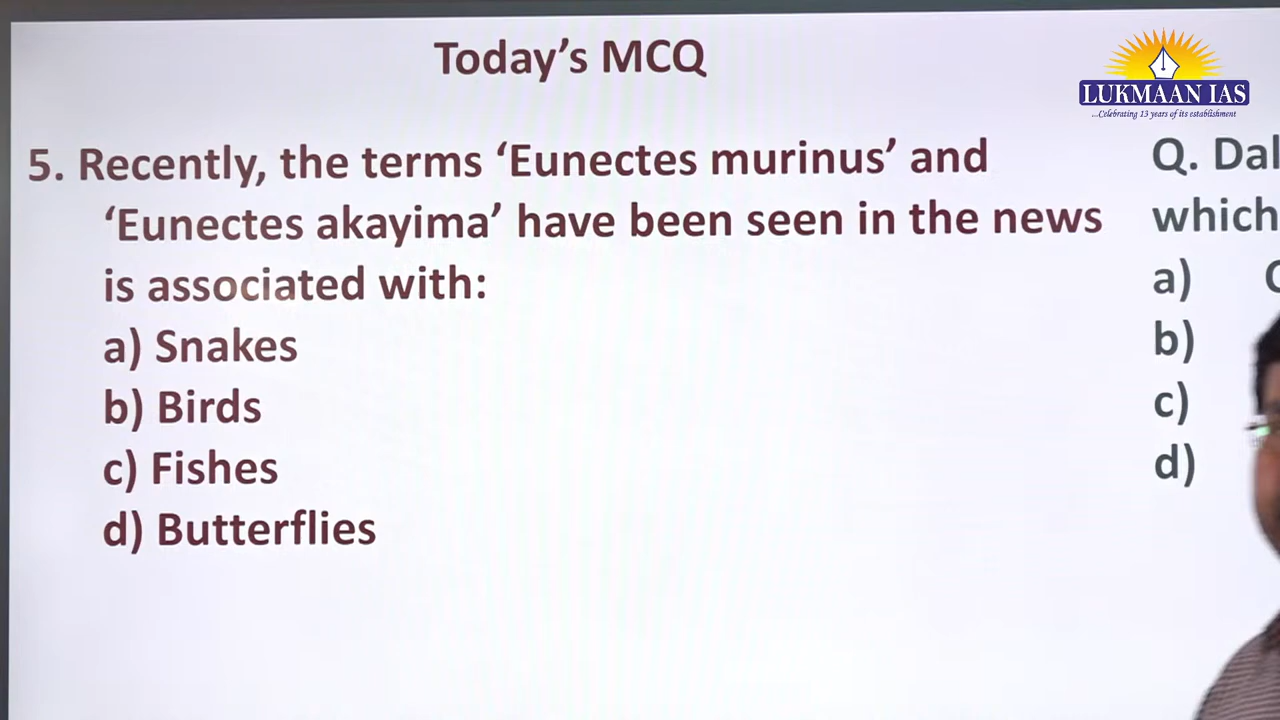 Today's MCQ
LUKMAAN IAS
...Celebrating 13 years of its establishment
5. Recently, the terms ‘Eunectes murinus’ and
‘Eunectes akayima’ have been seen in the news
is associated with:
a) Snakes
b) Birds
c) Fishes
d) Butterflies
Q. Dal
which
a)
b)
c)
d)